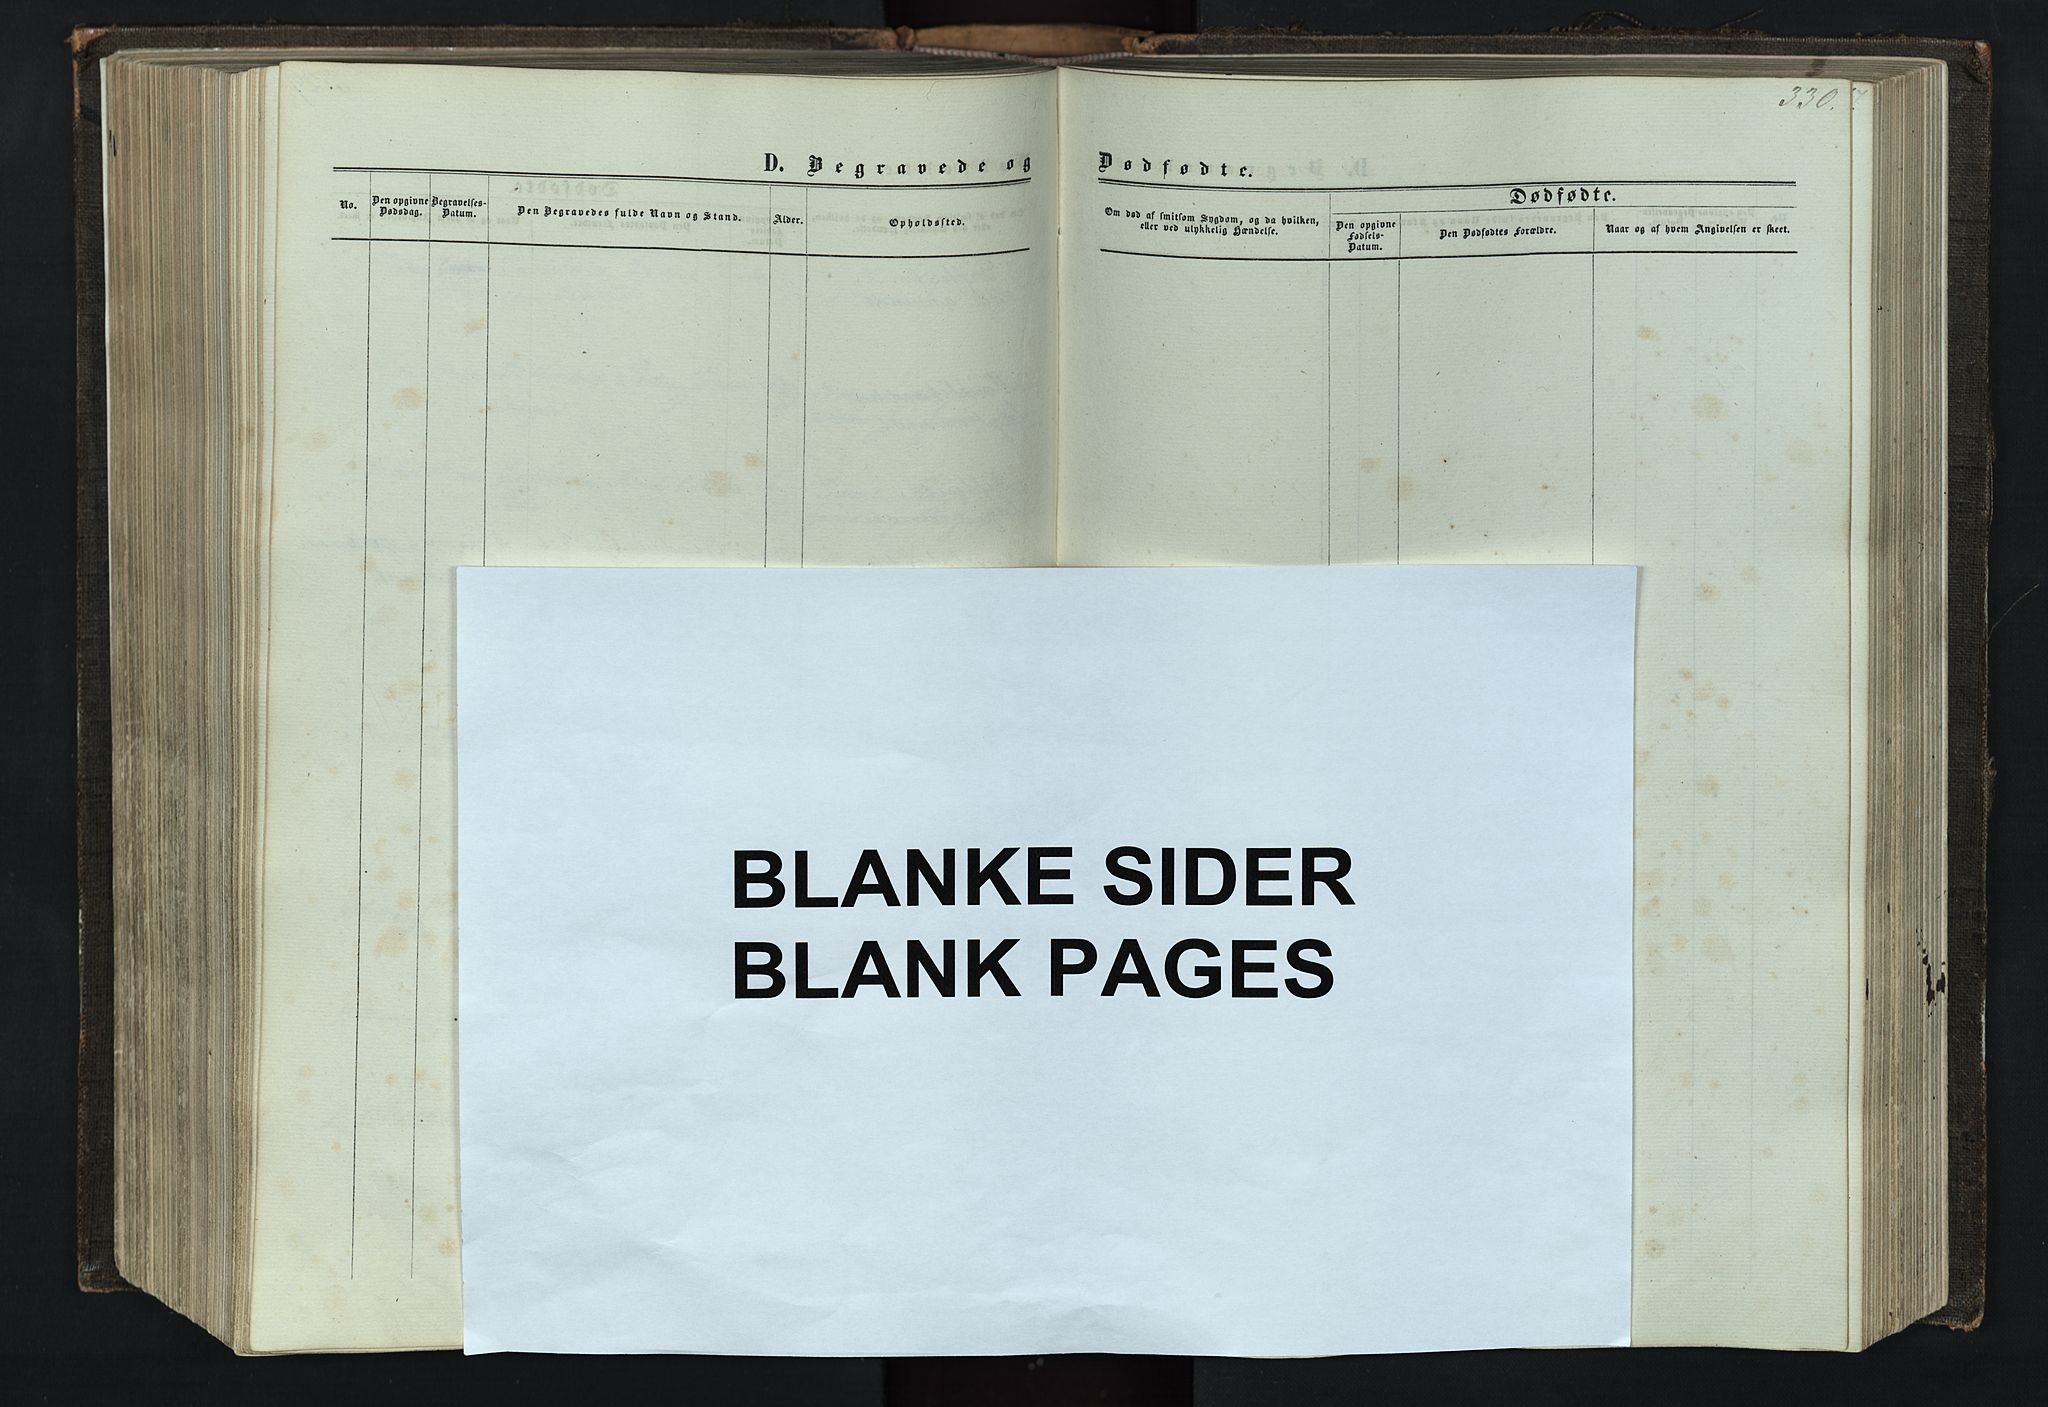 330.
D. Begravede og Dødfødte.
No.
Den opgivne
Dødsdag.
Begravelses-
Datum.
Den Begravedes fulde Navn og Stand.
Alder.
Opholdssted.
Om død af smitsom Sygdom, og da hvilken,
eller ved ulykkelig Hændelse.
Dødfødte.
Den opgivne
Fødsels-
Datum.
Den Dødfødtes Forældre.
Naar og af hvem Angivelsen er skeet.
BLANKE SIDER
BLANK PAGES